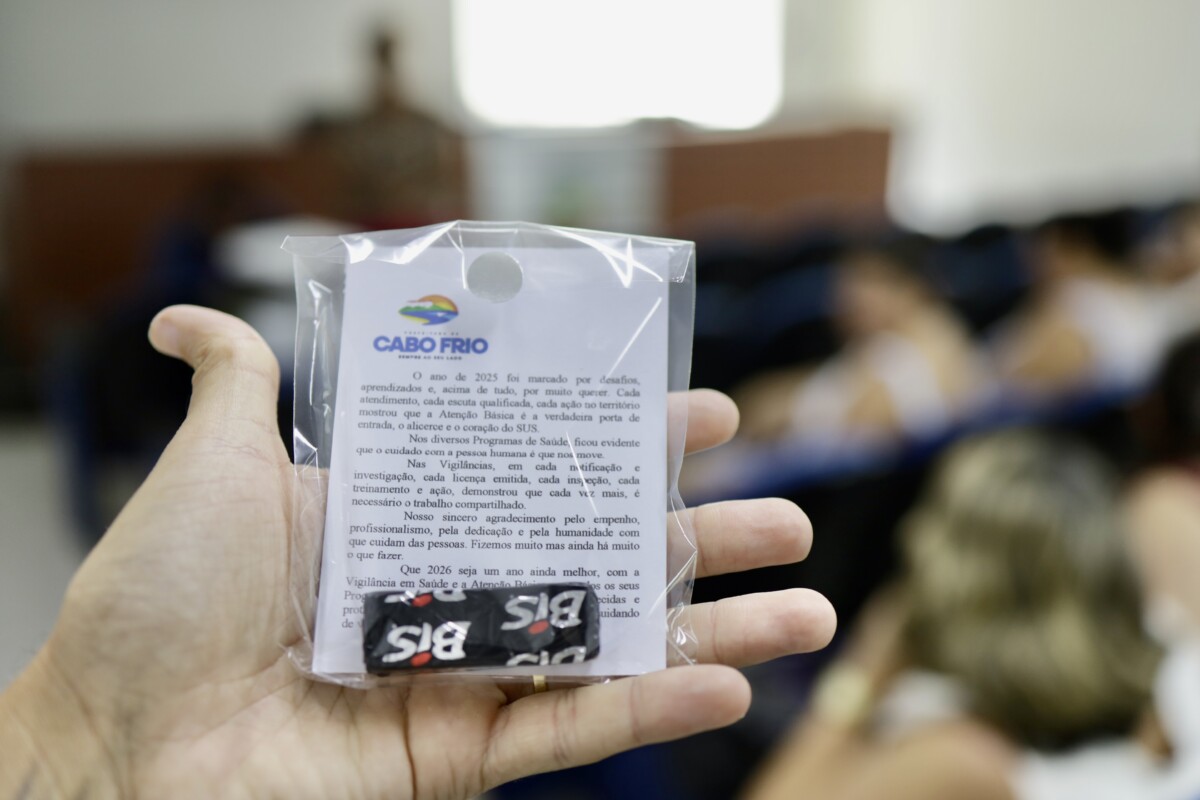 PREFEITURA DE
CABO FRIO
SEMPRE AO SEU LADO
O ano de 2025 foi marcado por desafios,
aprendizados e, acima de tudo, por muito querer. Cada
atendimento, cada escuta qualificada, cada ação no território
mostrou que a Atenção Básica é a verdadeira porta de
entrada, o alicerce e o coração do SUS.
Nos diversos Programas de Saúde, ficou evidente
que o cuidado com a pessoa humana é que nos move.
Nas Vigilâncias, em cada notificação e
investigação, cada licença emitida, cada inspeção, cada
treinamento e ação, demonstrou que cada vez mais, é
necessário o trabalho compartilhado.
Nosso sincero agradecimento pelo empenho,
profissionalismo, pela dedicação e pela humanidade com
que cuidam das pessoas. Fizemos muito mas ainda há muito
o que fazer.
Que 2026 seja um ano ainda melhor, com a
Vigilância em Saúde e a Atenção Básica os seus
e
de
BIS
BIS
BIS
BIS